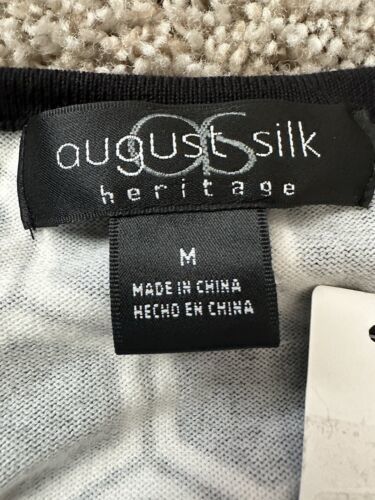 august silk
heritage
M
MADE IN CHINA
HECHO EN CHINA